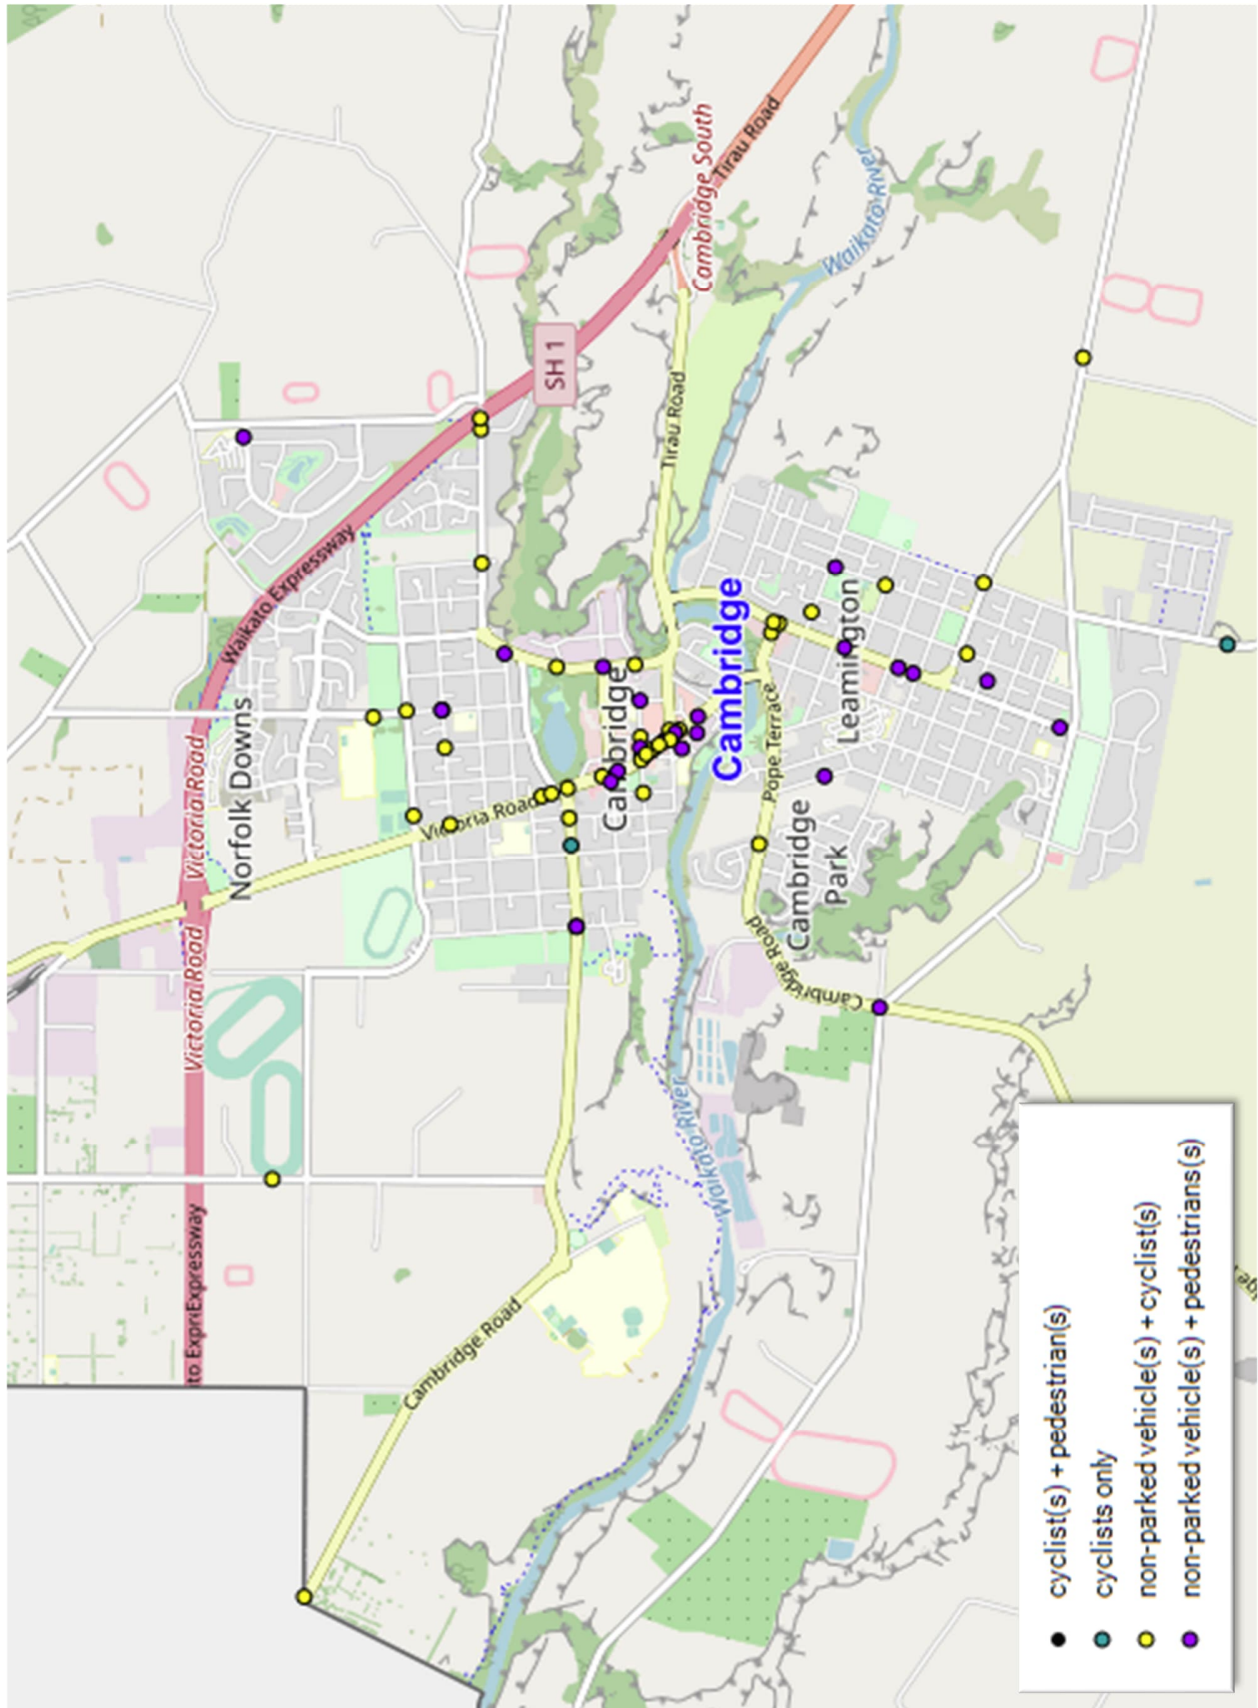 Expressway
Victoria Road
Victoria Road
Norfolk Downs
Waikato Expressway
Cambridge Road
Victoria Road
SH 1
Cambridge
Tirau Road
Waikato River
Cambridge South
Cambridge
Tirau Road
Pope Terrace
Cambridge Road
Cambridge
Park
Leamington
Waikato River
Cambridge Road
cyclist(s) + pedestrian(s)
cyclists only
non-parked vehicle(s) + cyclist(s)
non-parked vehicle(s) + pedestrians(s)